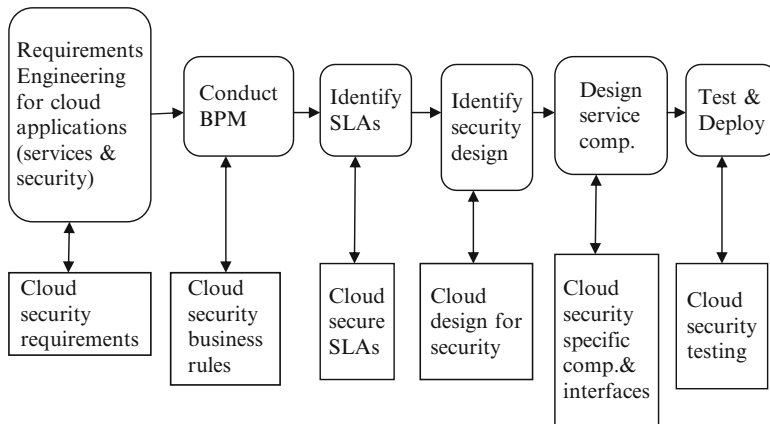 Requirements
Engineering
for cloud
applications
(services &
security)
Conduct
BPM
Identify
SLAs
Identify
security
design
Design
service
comp.
Test &
Deploy
Cloud
security
requirements
Cloud
security
business
rules
Cloud
secure
SLAs
Cloud
design for
security
Cloud
security
specific
comp.&
interfaces
Cloud
security
testing